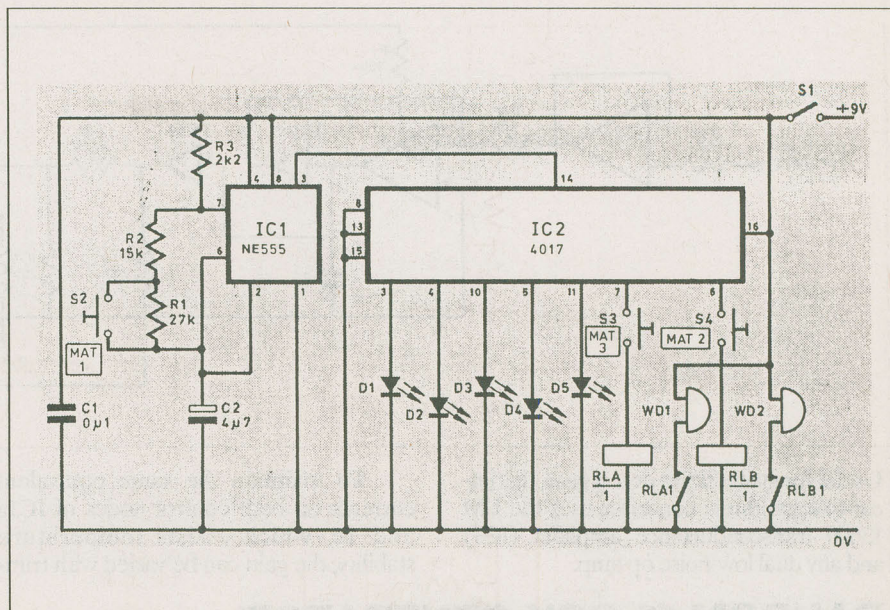 S1
+9V
R3
2k2
4
8
3
14
7
IC1
NE555
6
2
1
8
13
15
IC2
4017
16
R2
15k
S2
R1
27k
MAT
1
3
4
10
5
11
7
6
S3
MAT
3
S4
MAT 2
C1
0µ1
C2
4µ7
D1
D2
D3
D4
D5
WD1
WD2
RLA
1
RLA1
RLB
1
RLB1
0V